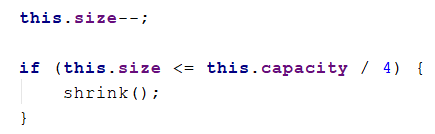 this.size--;
if (this.size <= this.capacity / 4) {
shrink();
}